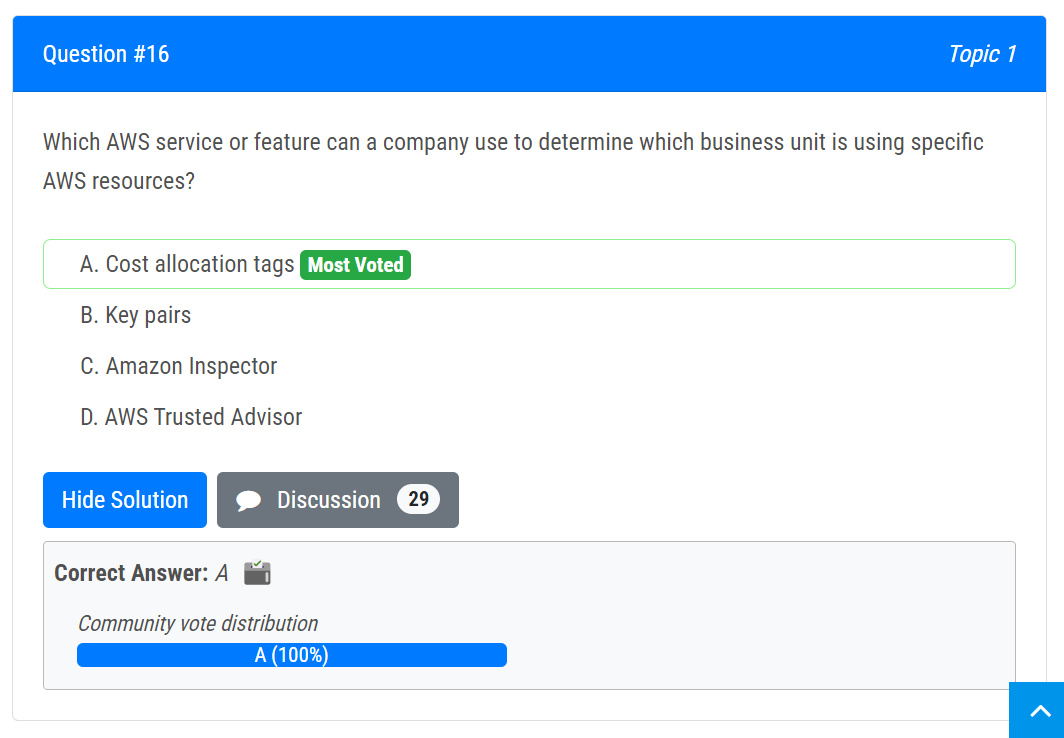 Question #16
Topic 1
Which AWS service or feature can a company use to determine which business unit is using specific
AWS resources?
A. Cost allocation tags Most Voted
B. Key pairs
C. Amazon Inspector
D. AWS Trusted Advisor
Hide Solution
Discussion 29
Correct Answer: A
Community vote distribution
A (100%)